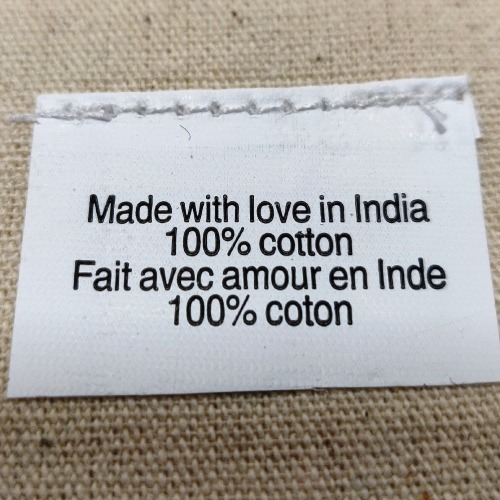 Made with love in India
100% cotton
Fait avec amour en Inde
100% coton